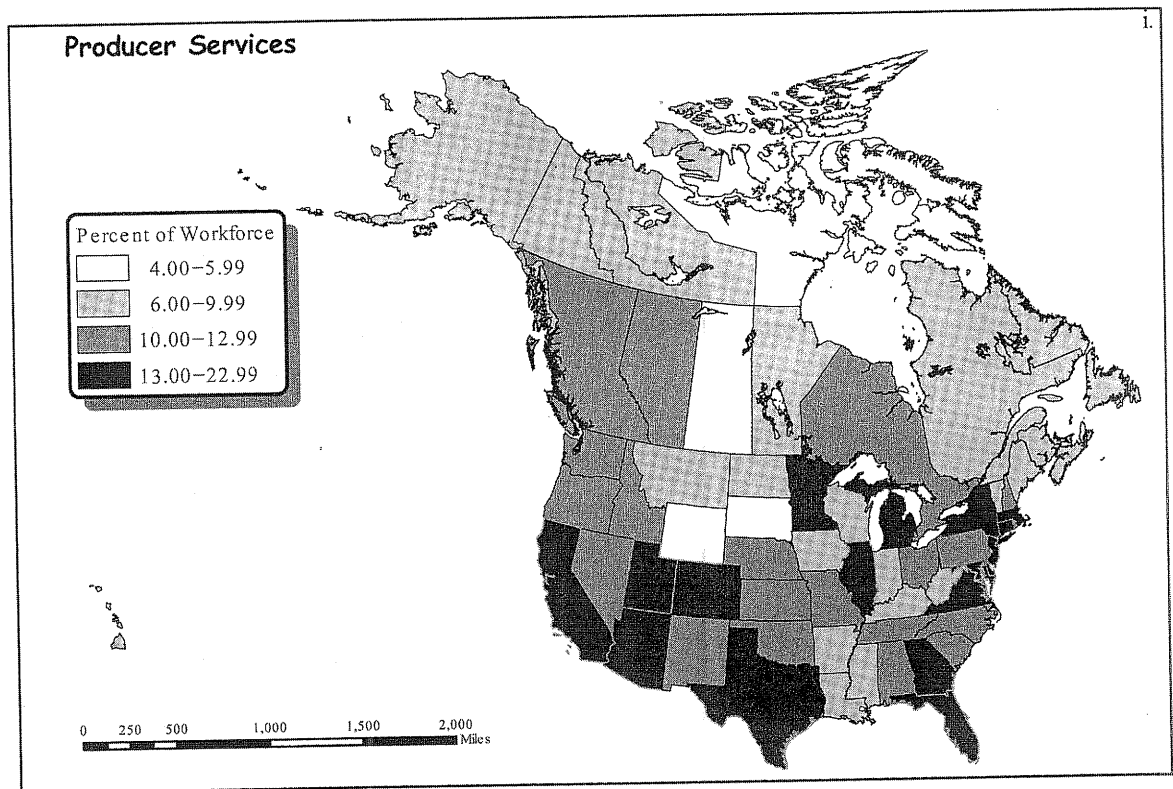 1.
Producer Services
Percent of Workforce
4.00–5.99
6.00–9.99
10.00–12.99
13.00–22.99
0 250 500 1,000 1,500 2,000
Miles